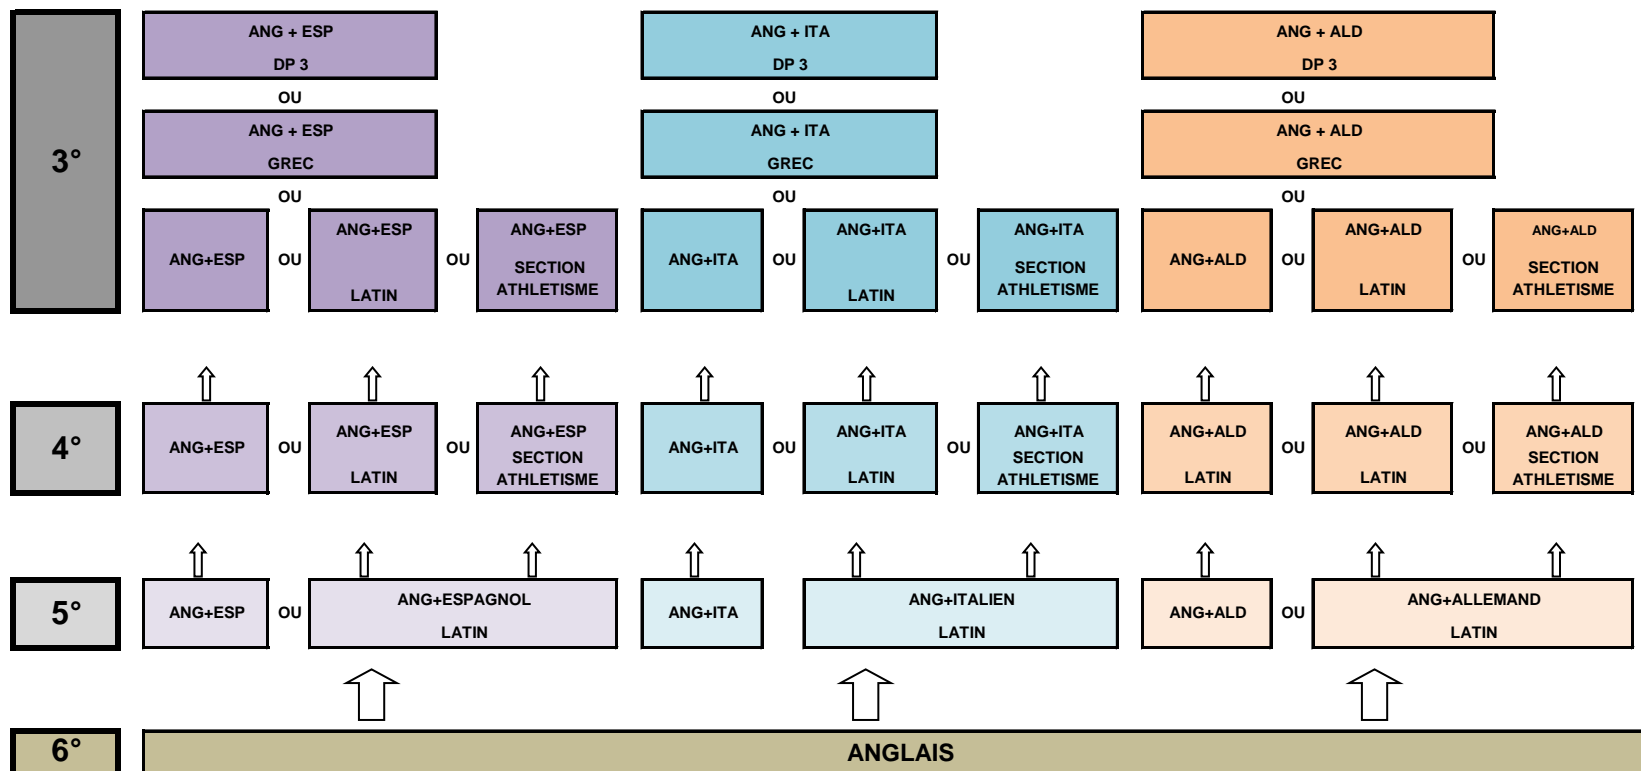 ANG + ESP
DP 3
ANG + ITA
DP 3
ANG + ALD
DP 3
OU
OU
OU
3°
ANG + ESP
GREC
ANG + ITA
GREC
ANG + ALD
GREC
OU
OU
OU
ANG+ESP
OU
ANG+ESP
LATIN
OU
ANG+ESP
SECTION
ATHLETISME
ANG+ITA
OU
ANG+ITA
LATIN
OU
ANG+ITA
SECTION
ATHLETISME
ANG+ALD
OU
ANG+ALD
LATIN
OU
ANG+ALD
SECTION
ATHLETISME
4°
ANG+ESP
OU
ANG+ESP
LATIN
OU
ANG+ESP
SECTION
ATHLETISME
ANG+ITA
OU
ANG+ITA
LATIN
OU
ANG+ITA
SECTION
ATHLETISME
ANG+ALD
LATIN
OU
ANG+ALD
LATIN
OU
ANG+ALD
SECTION
ATHLETISME
5°
ANG+ESP
OU
ANG+ESPAGNOL
LATIN
ANG+ITA
ANG+ITALIEN
LATIN
ANG+ALD
OU
ANG+ALLEMAND
LATIN
6°
ANGLAIS